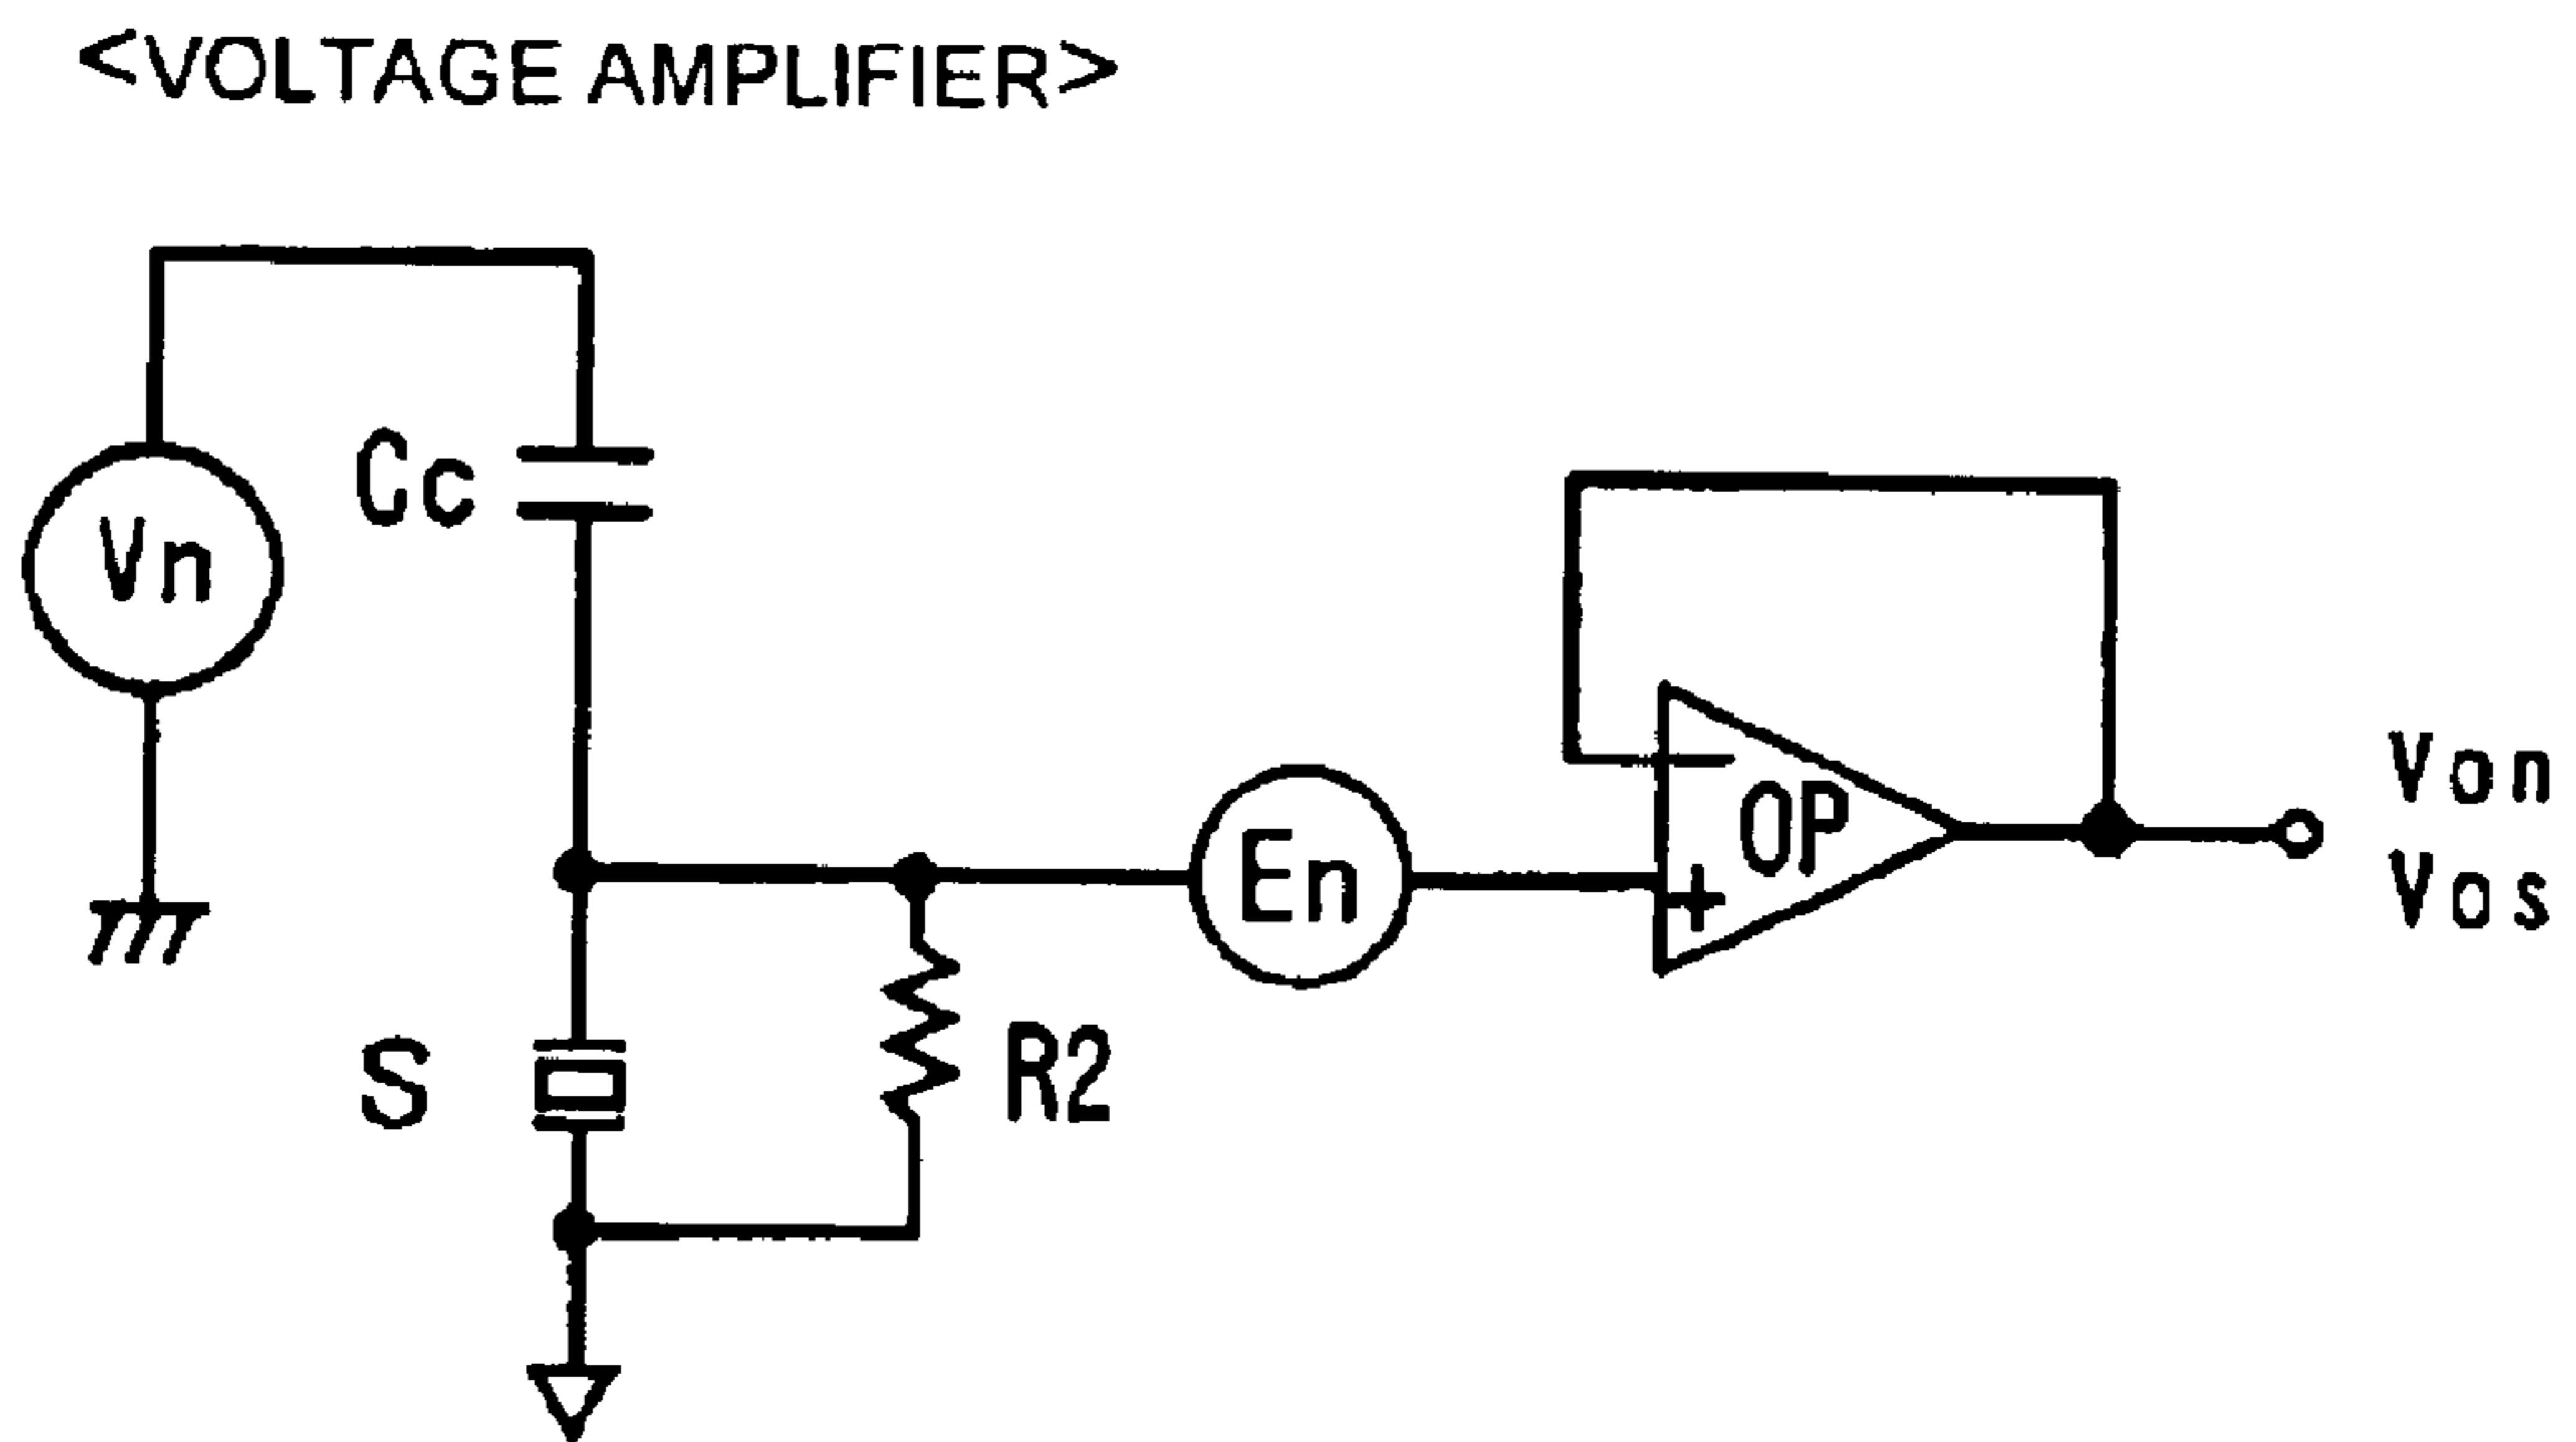 <VOLTAGE AMPLIFIER>
Cc
Vn
En
OP
+
Von
Vos
S
R2